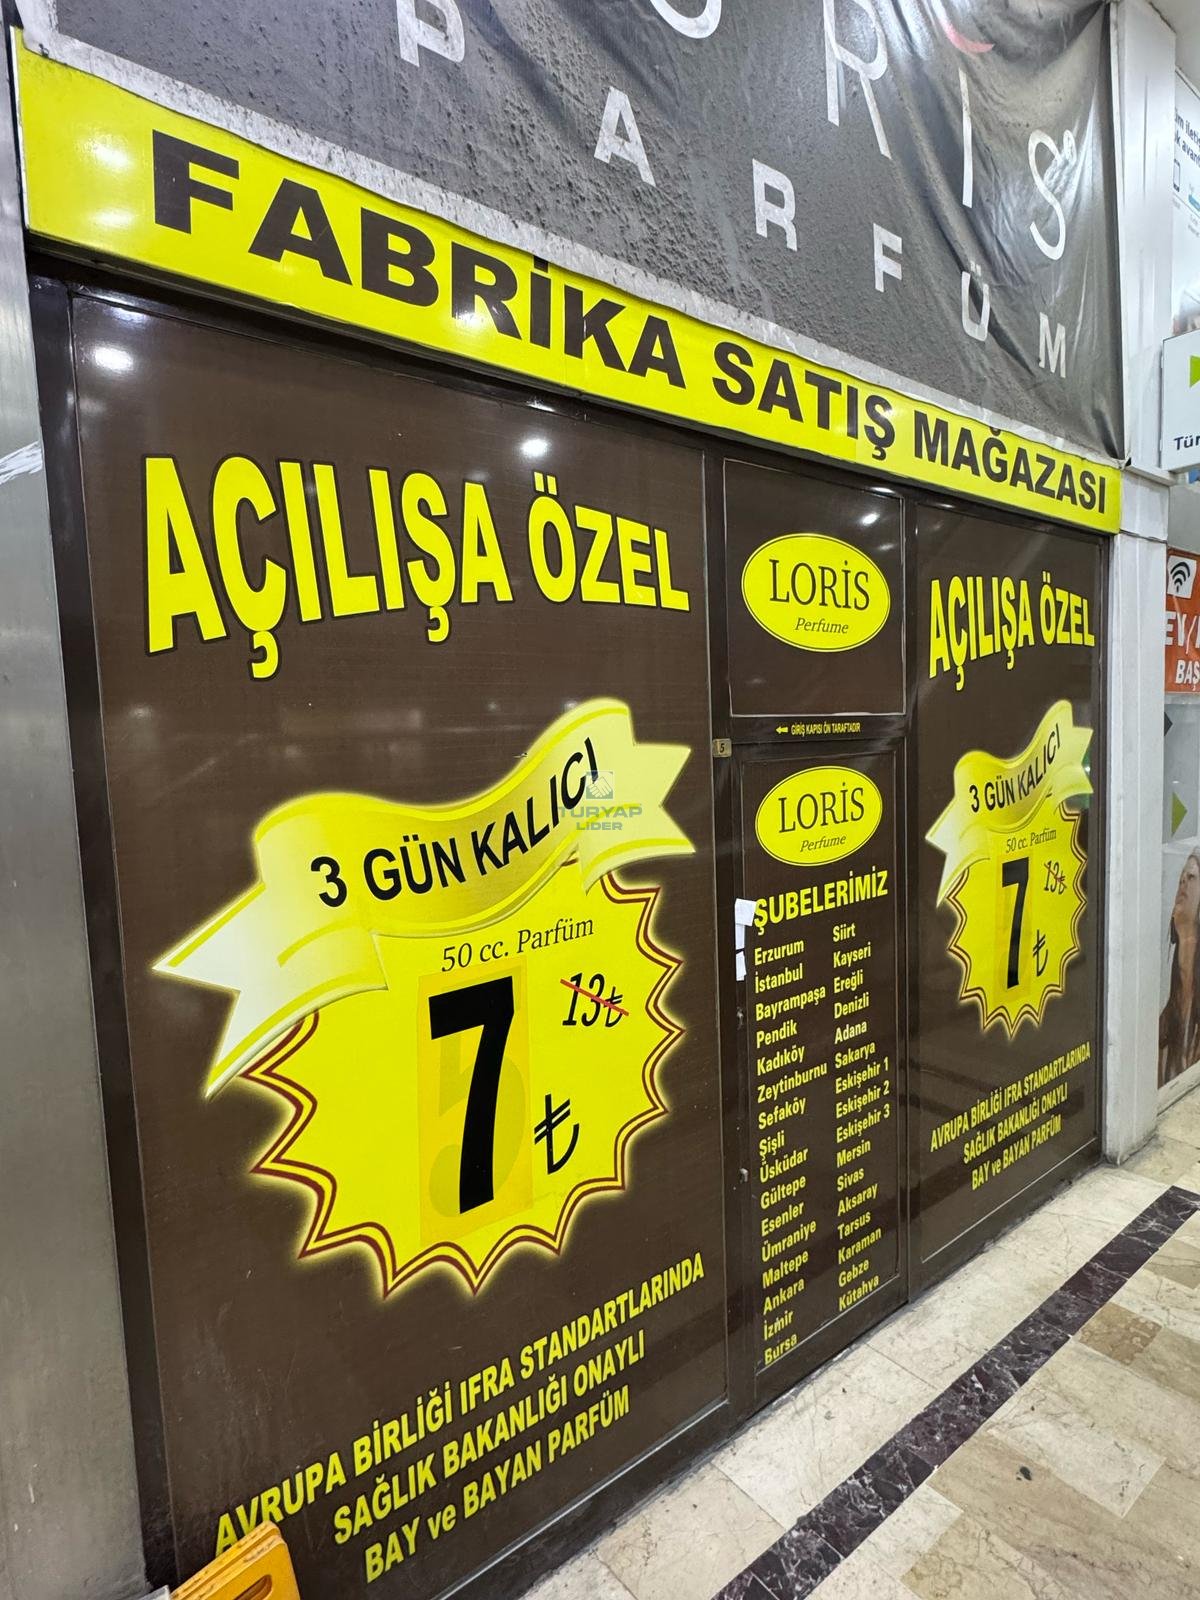 PARFÜM
FABRİKA SATIŞ MAĞAZASI
AÇILIŞA ÖZEL
3 GÜN KALICI
50 cc. Parfüm
7 ₺
13₺
AVRUPA BİRLİĞİ IFRA STANDARTLARINDA
SAĞLIK BAKANLIĞI ONAYLI
BAY ve BAYAN PARFÜM
TURYAP
LİDER
LORİS
Perfume
GİRİŞ KAPISI ÖN TARAFTADIR
5
LORİS
Perfume
ŞUBELERİMİZ
Erzurum
İstanbul
Bayrampaşa
Pendik
Kadıköy
Zeytinburnu
Sefaköy
Şişli
Üsküdar
Gültepe
Esenler
Ümraniye
Maltepe
Ankara
İzmir
Bursa
Siirt
Kayseri
Ereğli
Denizli
Adana
Sakarya
Eskişehir 1
Eskişehir 2
Eskişehir 3
Mersin
Sivas
Aksaray
Tarsus
Karaman
Gebze
Kütahya
AÇILIŞA ÖZEL
3 GÜN KALICI
50 cc. Parfüm
7 ₺
13₺
AVRUPA BİRLİĞİ IFRA STANDARTLARINDA
SAĞLIK BAKANLIĞI ONAYLI
BAY ve BAYAN PARFÜM